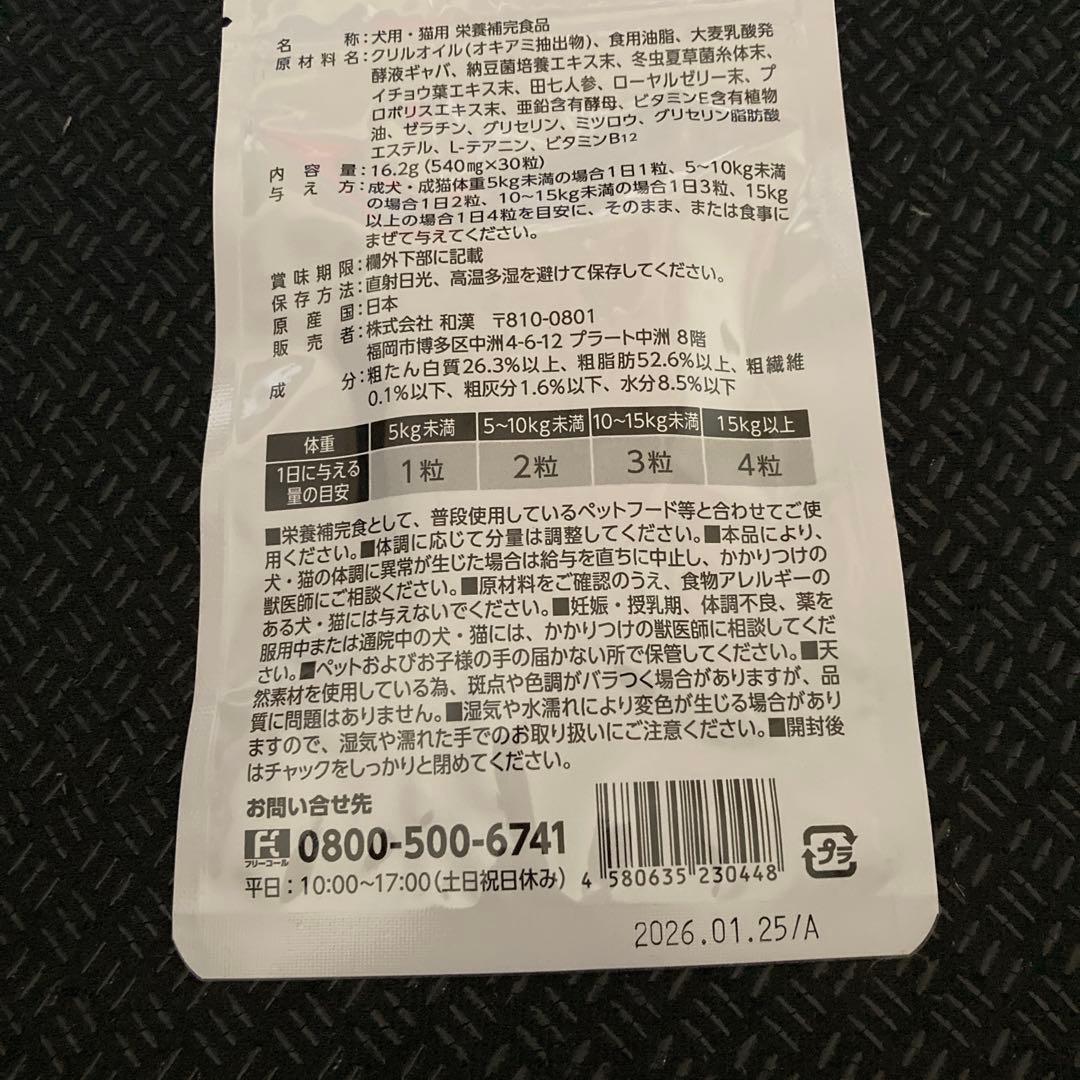 名称：犬用・猫用 栄養補完食品
原材料名：クリルオイル(オキアミ抽出物)、食用油脂、大麦乳酸発
酵液ギャバ、納豆菌培養エキス末、冬虫夏草菌糸体末、
イチョウ葉エキス末、田七人参、ローヤルゼリー末、プ
ロポリスエキス末、亜鉛含有酵母、ビタミンE含有植物
油、ゼラチン、グリセリン、ミツロウ、グリセリン脂肪酸
エステル、L-テアニン、ビタミンB12
内容量：16.2g(540mg×30粒)
与え方：成犬・成猫体重5kg未満の場合1日1粒、5~10kg未満
の場合1日2粒、10~15kg未満の場合1日3粒、15kg
以上の場合1日4粒を目安に、そのまま、または食事に
まぜて与えてください。
賞味期限：欄外下部に記載
保存方法：直射日光、高温多湿を避けて保存してください。
原産国：日本
販売者：株式会社 和漢 〒810-0801
福岡市博多区中洲4-6-12 プラート中洲 8階
成分：粗たん白質26.3%以上、粗脂肪52.6%以上、粗繊維
0.1%以下、粗灰分1.6%以下、水分8.5%以下
体重 5kg未満 5~10kg未満 10~15kg未満 15kg以上
1日に与える
量の目安 1粒 2粒 3粒 4粒
■栄養補完食として、普段使用しているペットフード等と合わせてご使
用ください。■体調に応じて分量は調整してください。■本品により、
犬・猫の体調に異常が生じた場合は給与を直ちに中止し、かかりつけの
獣医師にご相談ください。■原材料をご確認のうえ、食物アレルギーの
ある犬・猫には与えないでください。■妊娠・授乳期、体調不良、薬を
服用中または通院中の犬・猫には、かかりつけの獣医師に相談してくだ
さい。■ペットおよびお子様の手の届かない所で保管してください。■天
然素材を使用している為、斑点や色調がバラつく場合がありますが、品
質に問題はありません。■湿気や水濡れにより変色が生じる場合があり
ますので、湿気や濡れた手でのお取り扱いにご注意ください。■開封後
はチャックをしっかりと閉めてください。
お問い合せ先
フリーコール 0800-500-6741
平日：10:00~17:00(土日祝日休み)
4 580635 230448
プラ
2026.01.25/A